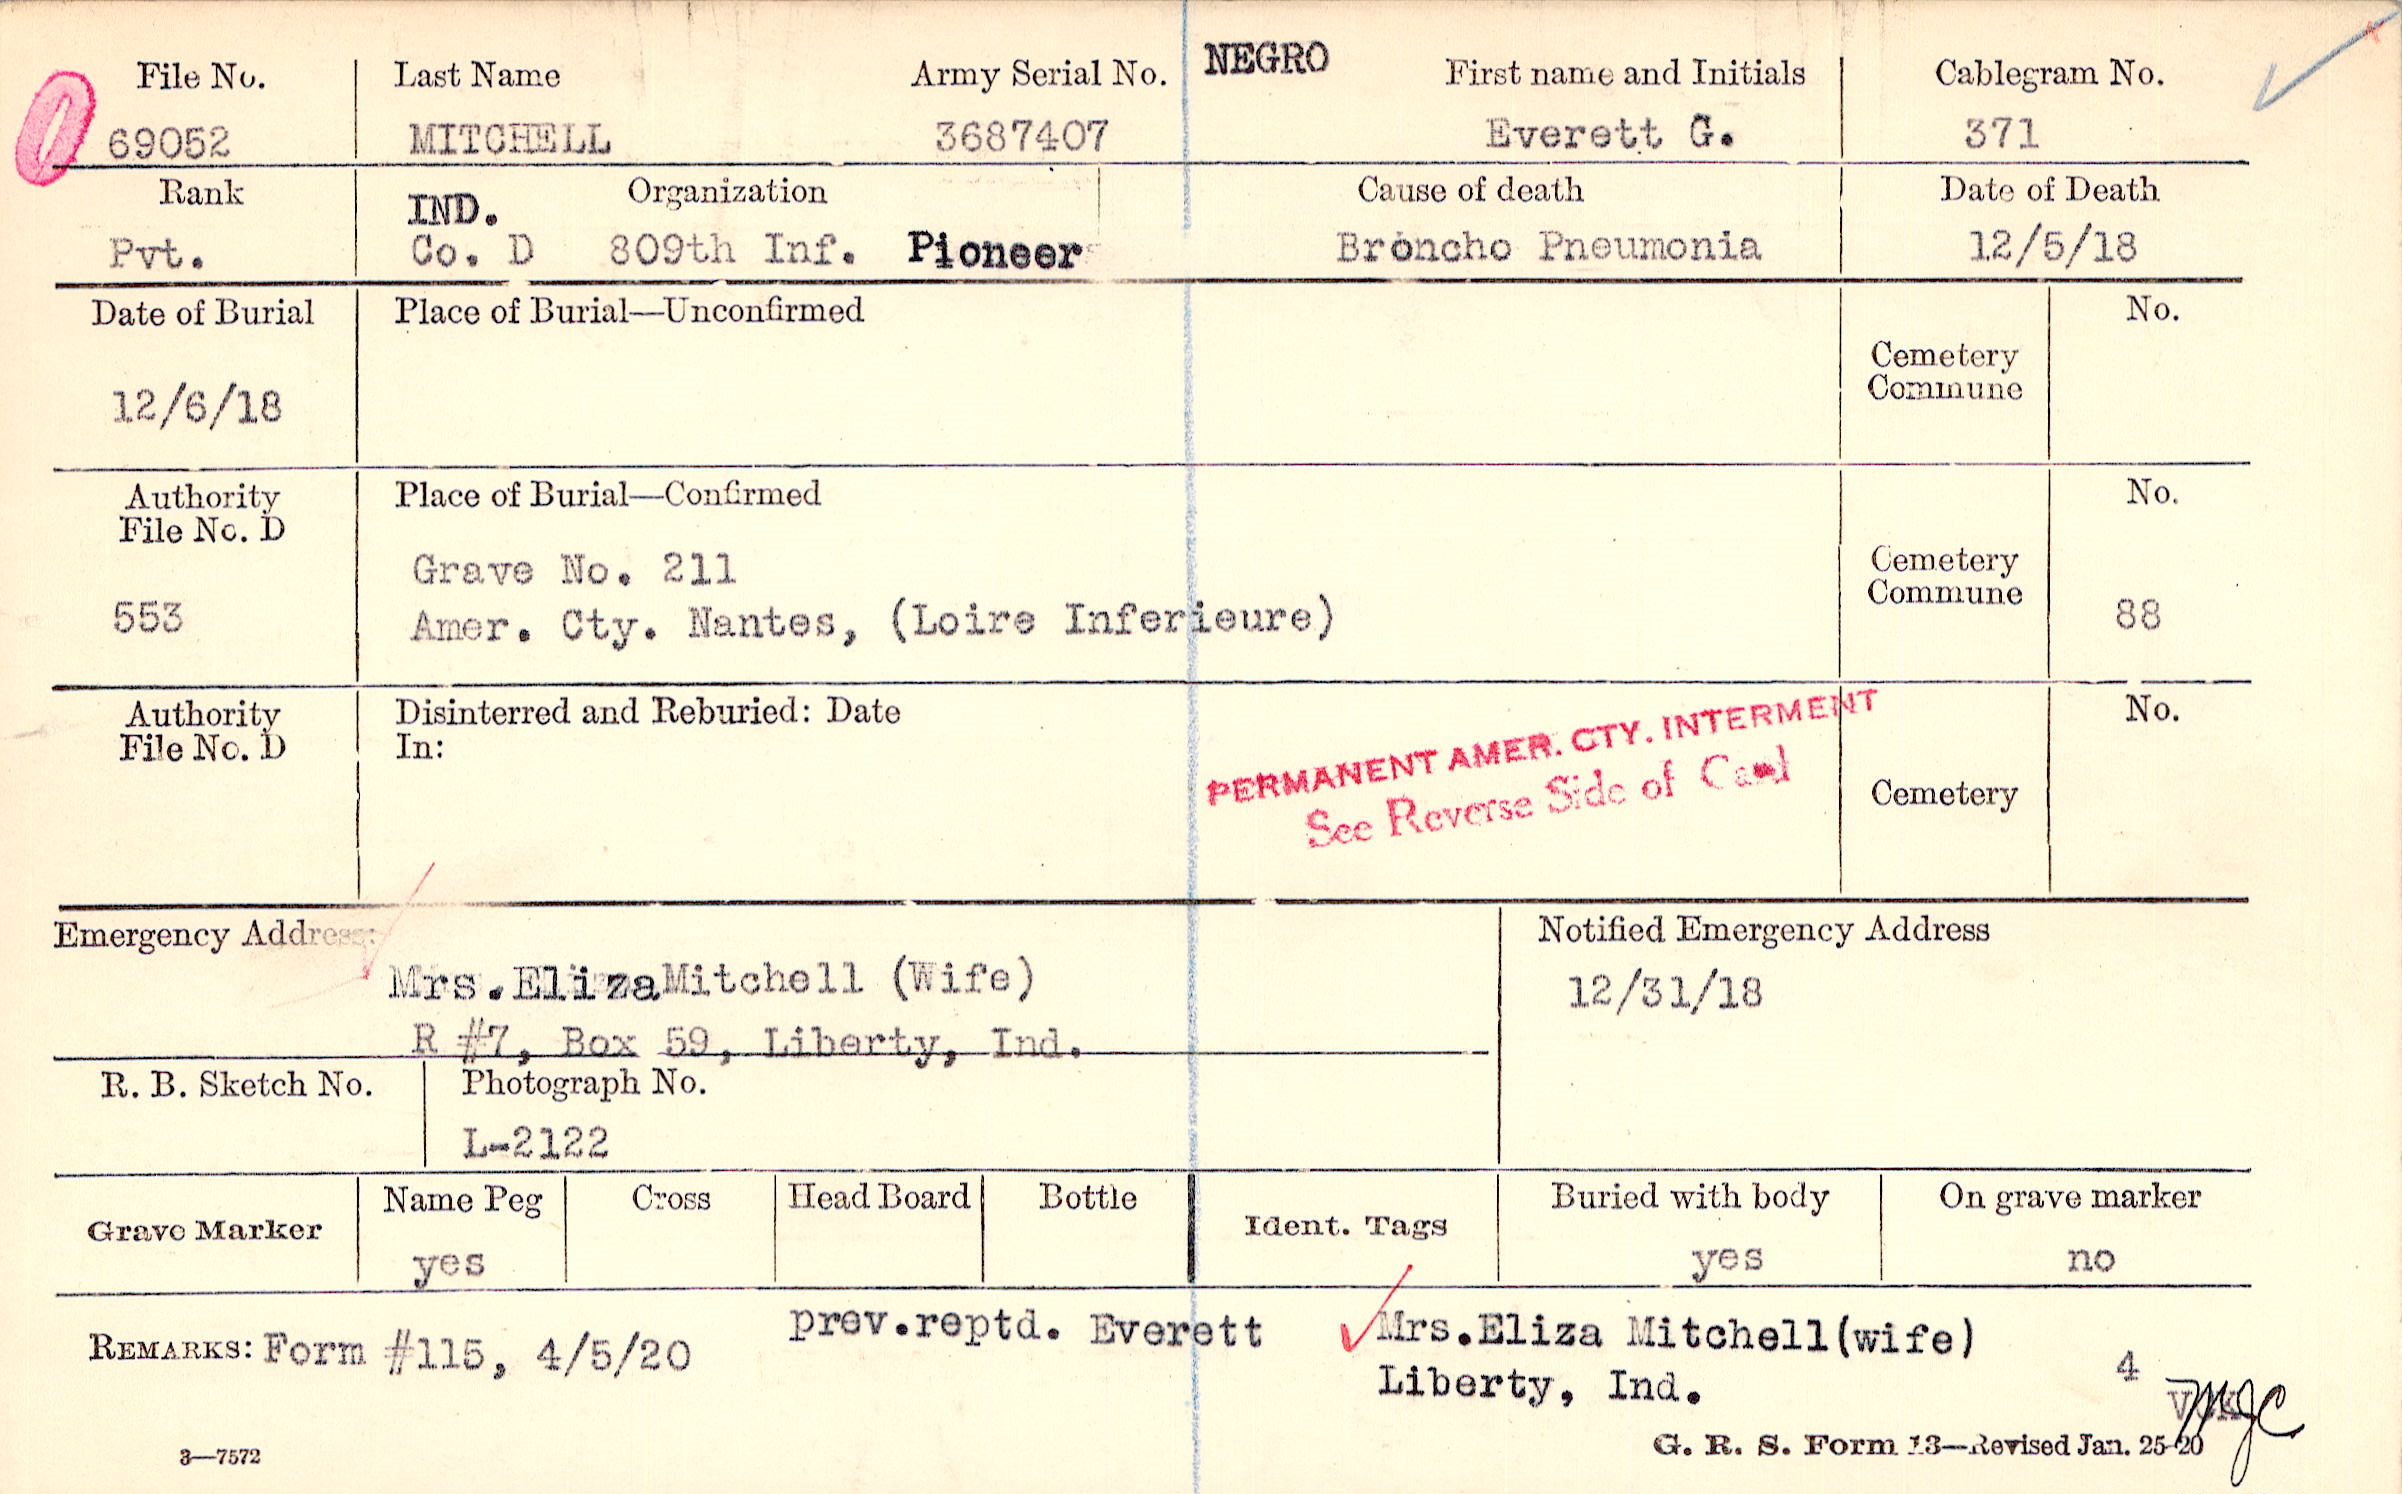 File No. Last Name Army Serial No. NEGRO First name and Initials Cablegram No.
69052 MITCHELL 3687407 Everett G. 371
Rank IND. Organization Cause of death Date of Death
Pvt. Co. D 809th Inf. Pioneer Broncho Pneumonia 12/5/18
Date of Burial Place of Burial—Unconfirmed No.
Cemetery
Commune
12/6/18
Authority Place of Burial—Confirmed No.
File No. D
Grave No. 211 Cemetery
Commune
553 Amer. Cty. Nantes, (Loire Inferieure) 88
Authority Disinterred and Reburied: Date No.
File No. D In:
PERMANENT AMER. CTY. INTERMENT
See Reverse Side of Card
Cemetery
Emergency Address: Notified Emergency Address
Mrs. Eliza Mitchell (Wife) 12/31/18
R #7, Box 59, Liberty, Ind.
R. B. Sketch No. Photograph No.
L-2122
Grave Marker Name Peg Cross Head Board Bottle Ident. Tags Buried with body On grave marker
yes yes no
REMARKS: Form #115, 4/5/20 prev.reptd. Everett Mrs.Eliza Mitchell(wife)
Liberty, Ind. 4
MJC
3—7572 G. R. S. Form 13—Revised Jan. 25-20